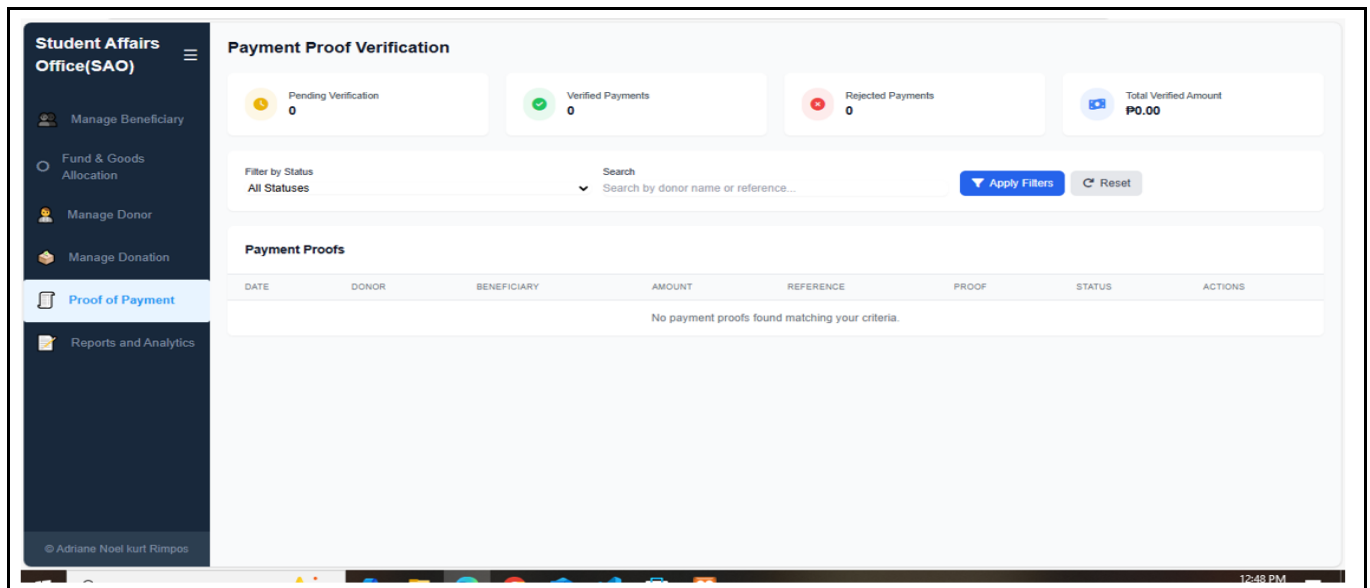 Student Affairs
Office(SAO)
Manage Beneficiary
Fund & Goods
Allocation
Manage Donor
Manage Donation
Proof of Payment
Reports and Analytics
© Adriane Noel kurt Rimpos
Payment Proof Verification
Pending Verification
0
Verified Payments
0
Rejected Payments
0
Total Verified Amount
₱0.00
Filter by Status
All Statuses
Search
Search by donor name or reference...
Apply Filters
Reset
Payment Proofs
DATE DONOR BENEFICIARY AMOUNT REFERENCE PROOF STATUS ACTIONS
No payment proofs found matching your criteria.
12:48 PM